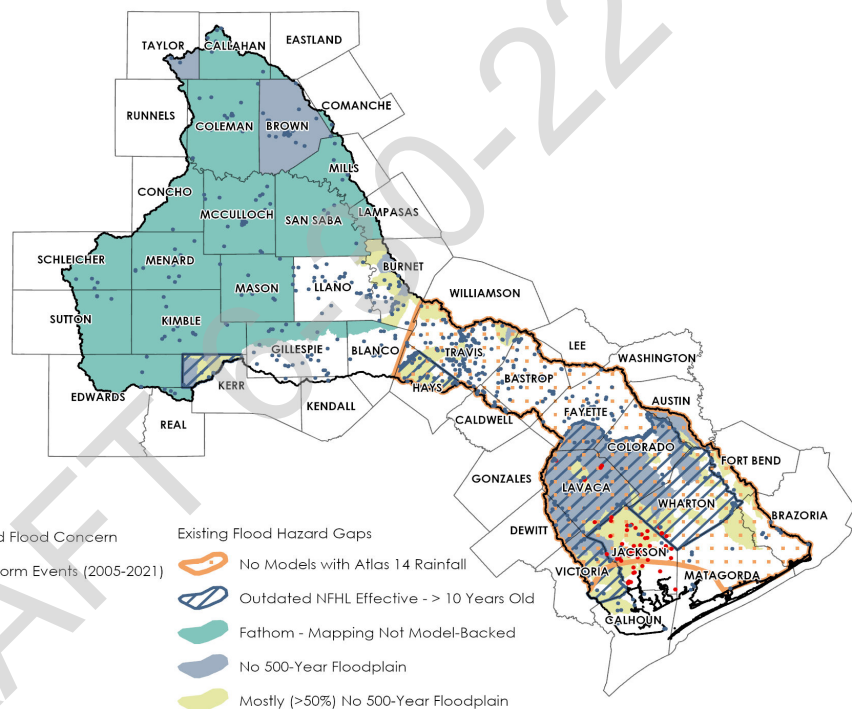 EASTLAND
TAYLOR
CALLAHAN
COMANCHE
RUNNELS
COLEMAN
BROWN
MILLS
CONCHO
MCCULLOCH
SAN SABA
LAMPASAS
SCHLEICHER
MENARD
BURNET
MASON
LLANO
WILLIAMSON
SUTTON
KIMBLE
GILLESPIE
BLANCO
TRAVIS
LEE
WASHINGTON
BASTROP
EDWARDS
KERR
HAYS
AUSTIN
REAL
KENDALL
CALDWELL
FAYETTE
COLORADO
FORT BEND
GONZALES
LAVACA
WHARTON
BRAZORIA
DEWITT
JACKSON
VICTORIA
MATAGORDA
CALHOUN
d Flood Concern
orm Events (2005-2021)
Existing Flood Hazard Gaps
No Models with Atlas 14 Rainfall
Outdated NFHL Effective - > 10 Years Old
Fathom - Mapping Not Model-Backed
No 500-Year Floodplain
Mostly (>50%) No 500-Year Floodplain